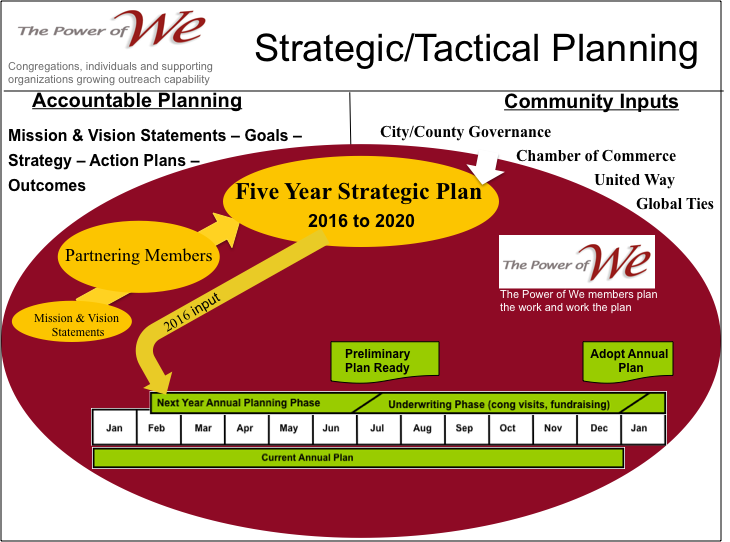 The Power of We
Congregations, individuals and supporting
organizations growing outreach capability
Strategic/Tactical Planning
Accountable Planning
Mission & Vision Statements – Goals –
Strategy – Action Plans –
Outcomes
Community Inputs
City/County Governance
Chamber of Commerce
United Way
Global Ties
Five Year Strategic Plan
2016 to 2020
Partnering Members
Mission & Vision
Statements
2016 input
The Power of We
The Power of We members plan
the work and work the plan
Preliminary
Plan Ready
Adopt Annual
Plan
Next Year Annual Planning Phase
Underwriting Phase (cong visits, fundraising)
Jan Feb Mar Apr May Jun Jul Aug Sep Oct Nov Dec Jan
Current Annual Plan